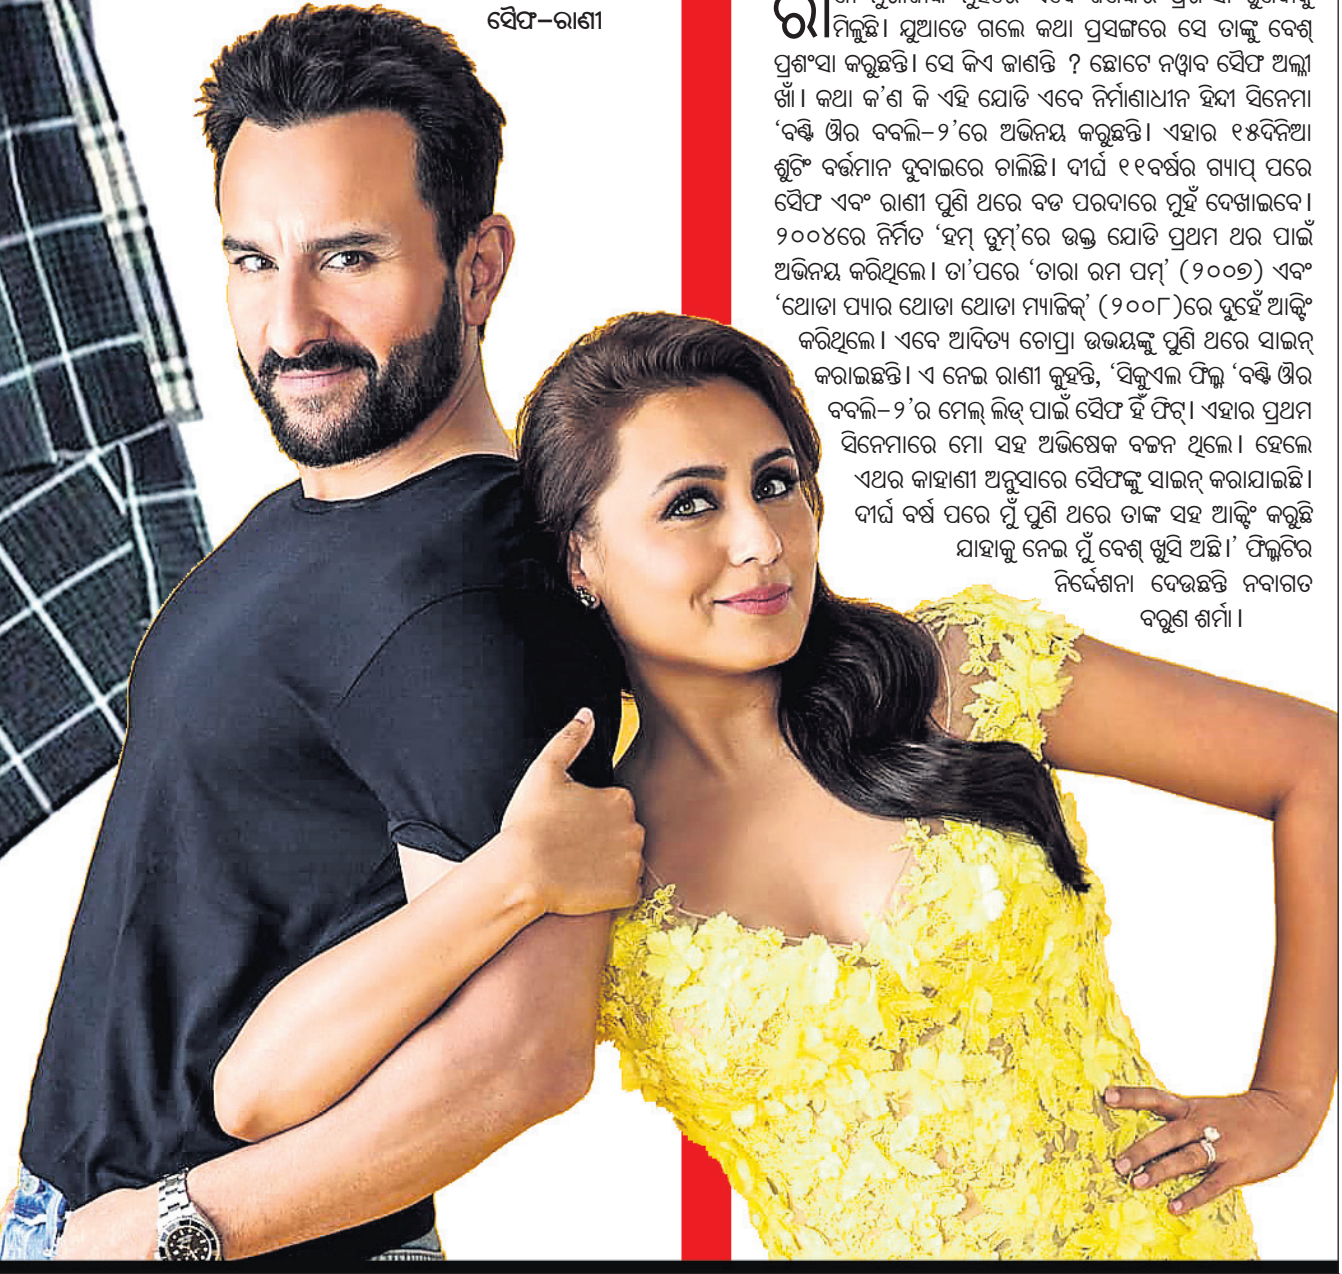 ସୈଫ-ରାଣୀ
ରା
ମିଳୁଛି। ଯୁଆଡେ ଗଲେ କଥା ପ୍ରସଙ୍ଗରେ ସେ ତାଙ୍କୁ ବେଶ୍
ପ୍ରଶଂସା କରୁଛନ୍ତି। ସେ କିଏ ଜାଣନ୍ତି ? ଛୋଟେ ନୱାବ ସୈଫ ଅଲ୍ଲୀ
ଖାଁ। କଥା କ’ଣ କି ଏହି ଯୋଡି ଏବେ ନିର୍ମାଣାଧୀନ ହିନ୍ଦୀ ସିନେମା
‘ବଣ୍ଟି ଔର ବବଲି-୨’ରେ ଅଭିନୟ କରୁଛନ୍ତି। ଏହାର ୧୫ଦିନିଆ
ଶୁଟିଂ ବର୍ତ୍ତମାନ ଦୁବାଇରେ ଚାଲିଛି। ଦୀର୍ଘ ୧୧ବର୍ଷର ଗ୍ୟାପ୍ ପରେ
ସୈଫ ଏବଂ ରାଣୀ ପୁଣି ଥରେ ବଡ ପରଦାରେ ମୁହଁ ଦେଖାଇବେ।
୨୦୦୪ରେ ନିର୍ମିତ ‘ହମ୍ ତୁମ୍’ରେ ଉକ୍ତ ଯୋଡି ପ୍ରଥମ ଥର ପାଇଁ
ଅଭିନୟ କରିଥିଲେ। ତା’ପରେ ‘ତାରା ରମ ପମ୍’ (୨୦୦୭) ଏବଂ
‘ଥୋଡା ପ୍ୟାର ଥୋଡା ଥୋଡା ମ୍ୟାଜିକ୍’ (୨୦୦୮)ରେ ଦୁହେଁ ଆକ୍ଟିଂ
କରିଥିଲେ। ଏବେ ଆଦିତ୍ୟ ଚୋପ୍ରା ଉଭୟଙ୍କୁ ପୁଣି ଥରେ ସାଇନ୍
କରାଇଛନ୍ତି। ଏ ନେଇ ରାଣୀ କୁହନ୍ତି, ‘ସିକୁଏଲ ଫିଲ୍ମ ‘ବଣ୍ଟି ଔର
ବବଲି-୨’ର ମେଲ୍ ଲିଡ୍ ପାଇଁ ସୈଫ ହିଁ ଫିଟ୍। ଏହାର ପ୍ରଥମ
ସିନେମାରେ ମୋ ସହ ଅଭିଷେକ ବଚ୍ଚନ ଥିଲେ। ହେଲେ
ଏଥର କାହାଣୀ ଅନୁସାରେ ସୈଫଙ୍କୁ ସାଇନ୍ କରାଯାଇଛି।
ଦୀର୍ଘ ବର୍ଷ ପରେ ମୁଁ ପୁଣି ଥରେ ତାଙ୍କ ସହ ଆକ୍ଟିଂ କରୁଛି
ଯାହାକୁ ନେଇ ମୁଁ ବେଶ୍ ଖୁସି ଅଛି।’ ଫିଲ୍ମଟିର
ନିର୍ଦ୍ଦେଶନା ଦେଉଛନ୍ତି ନବାଗତ
ବରୁଣ ଶର୍ମା।